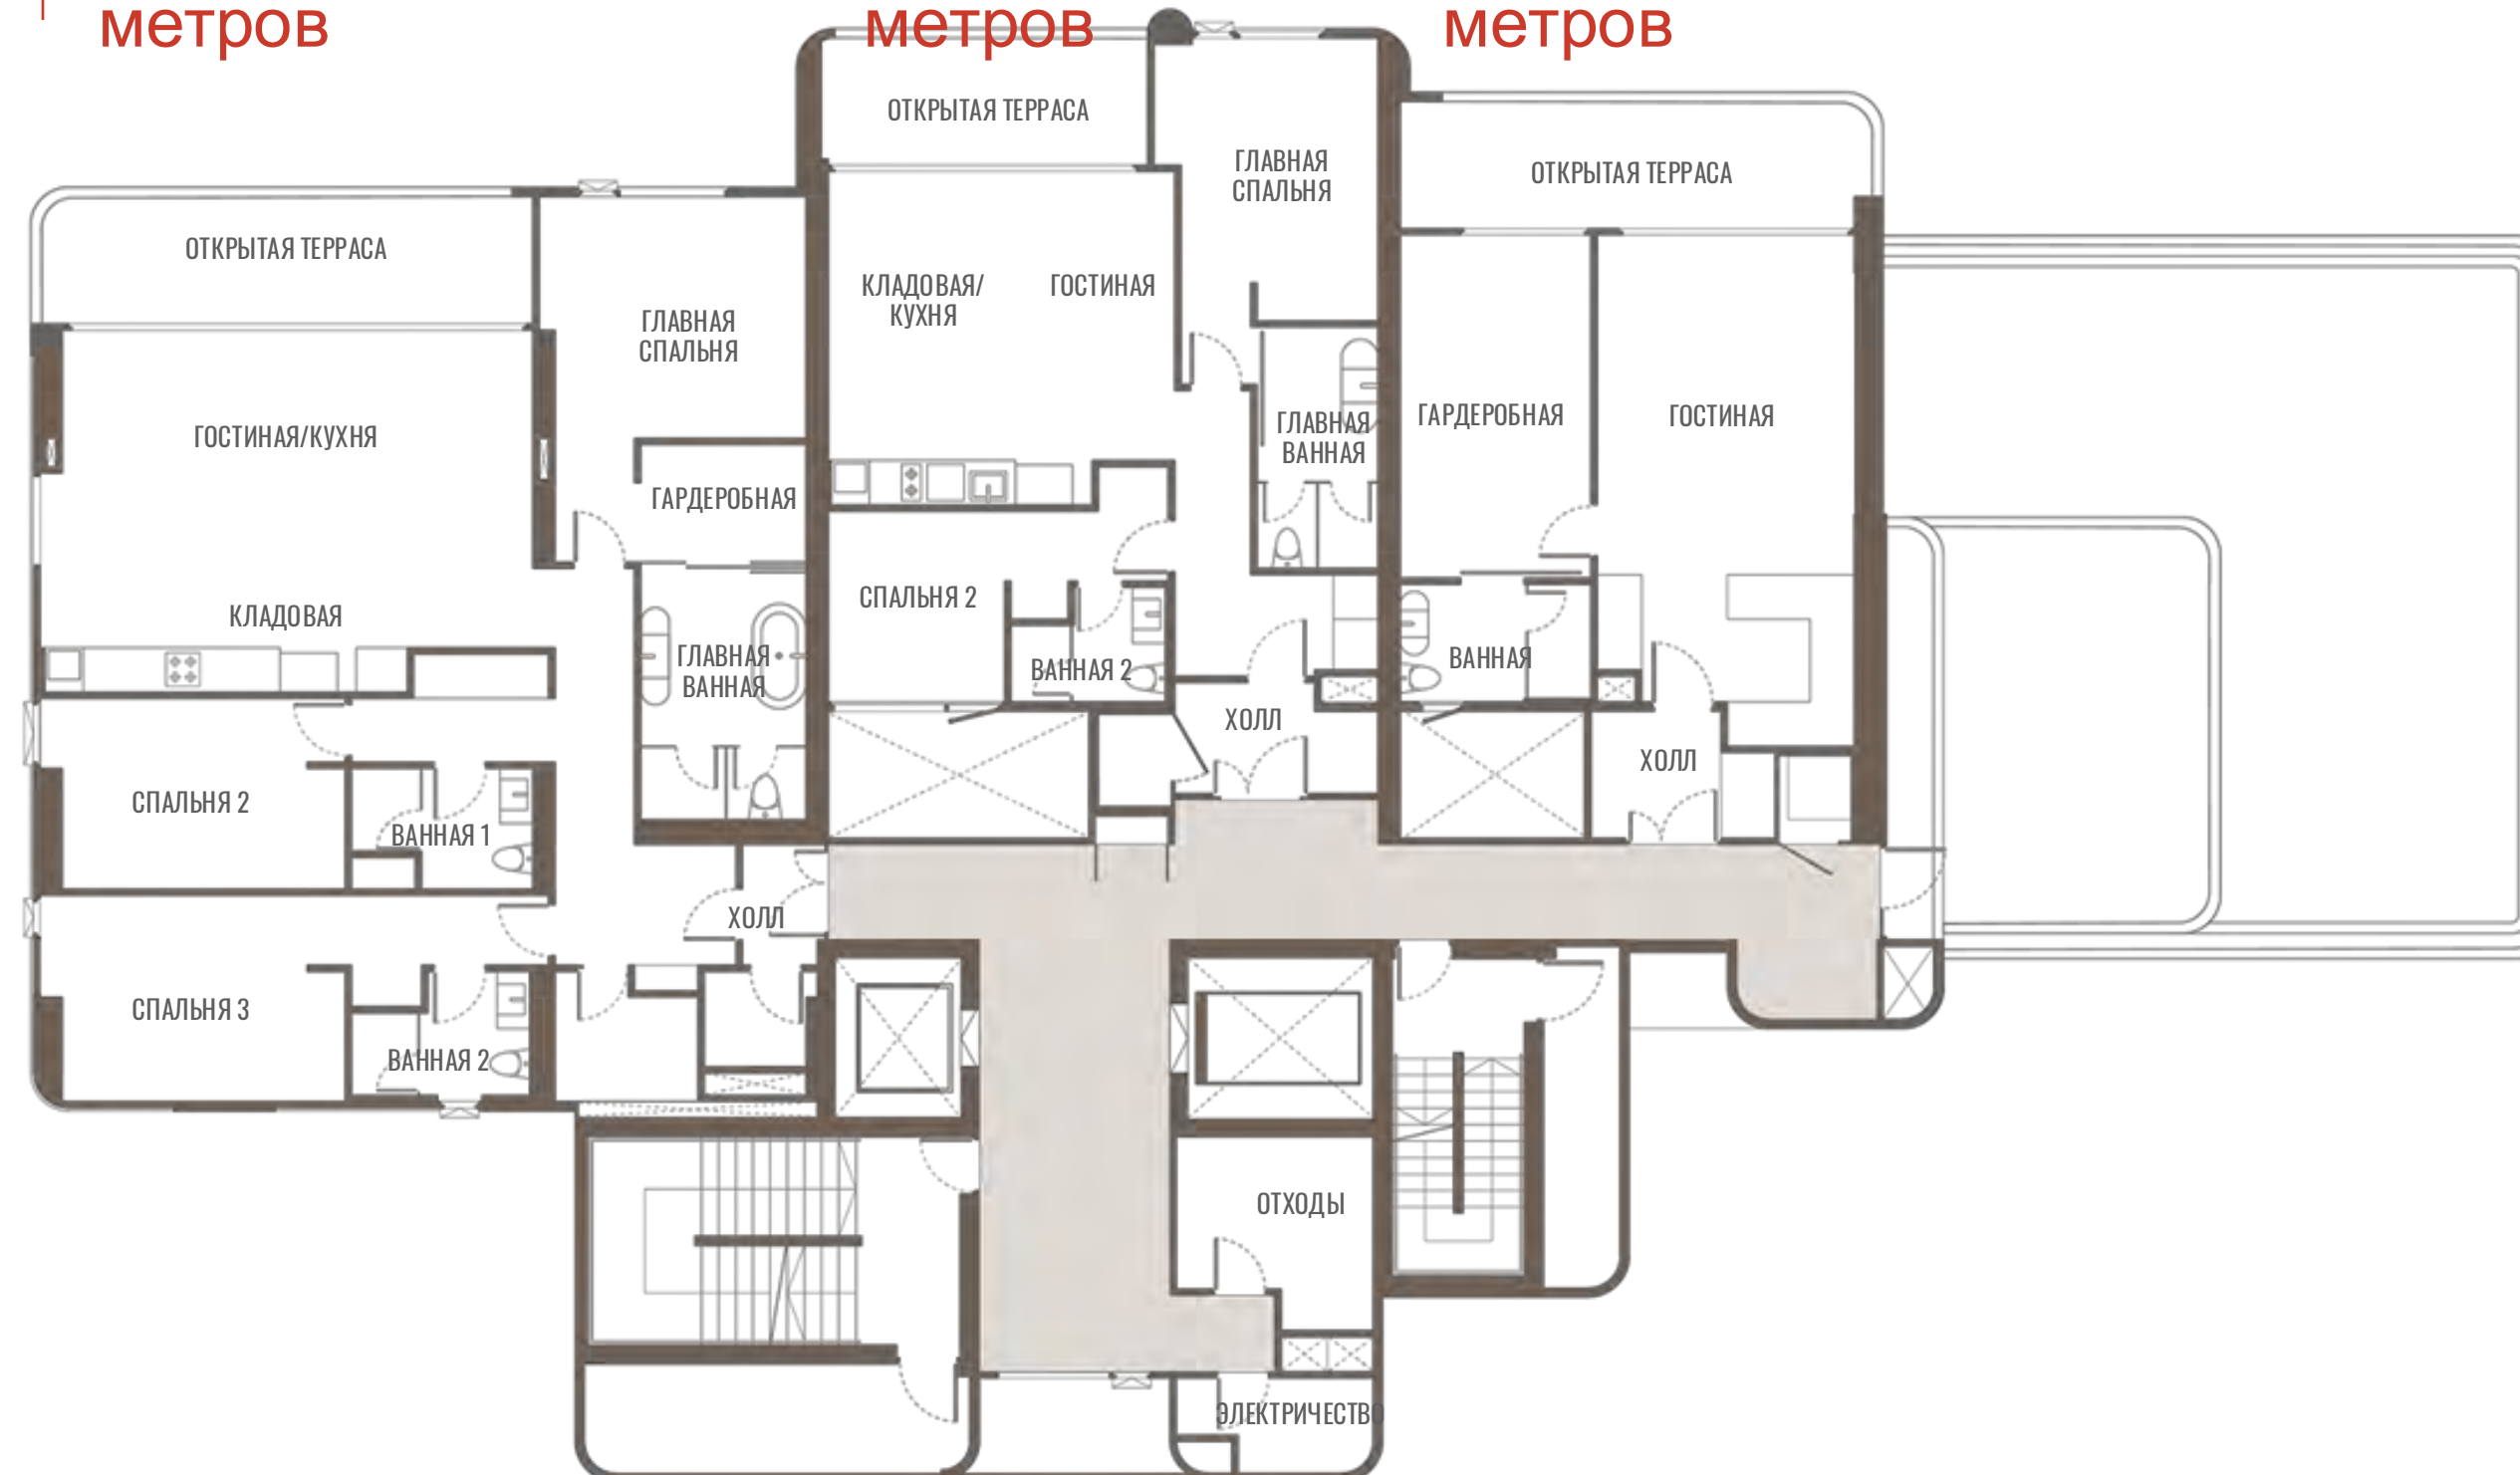 метров
метров
метров
ОТКРЫТАЯ ТЕРРАСА
ГЛАВНАЯ
СПАЛЬНЯ
ОТКРЫТАЯ ТЕРРАСА
ОТКРЫТАЯ ТЕРРАСА
КЛАДОВАЯ/
КУХНЯ
ГОСТИНАЯ
ГЛАВНАЯ
СПАЛЬНЯ
ГОСТИНАЯ/КУХНЯ
ГЛАВНАЯ
ВАННАЯ
ГАРДЕРОБНАЯ
ГОСТИНАЯ
ГАРДЕРОБНАЯ
КЛАДОВАЯ
СПАЛЬНЯ 2
ГЛАВНАЯ
ВАННАЯ
ВАННАЯ 2
ВАННАЯ
ХОЛЛ
ХОЛЛ
СПАЛЬНЯ 2
ВАННАЯ 1
ХОЛЛ
СПАЛЬНЯ 3
ВАННАЯ 2
ОТХОДЫ
ЭЛЕКТРИЧЕСТВО